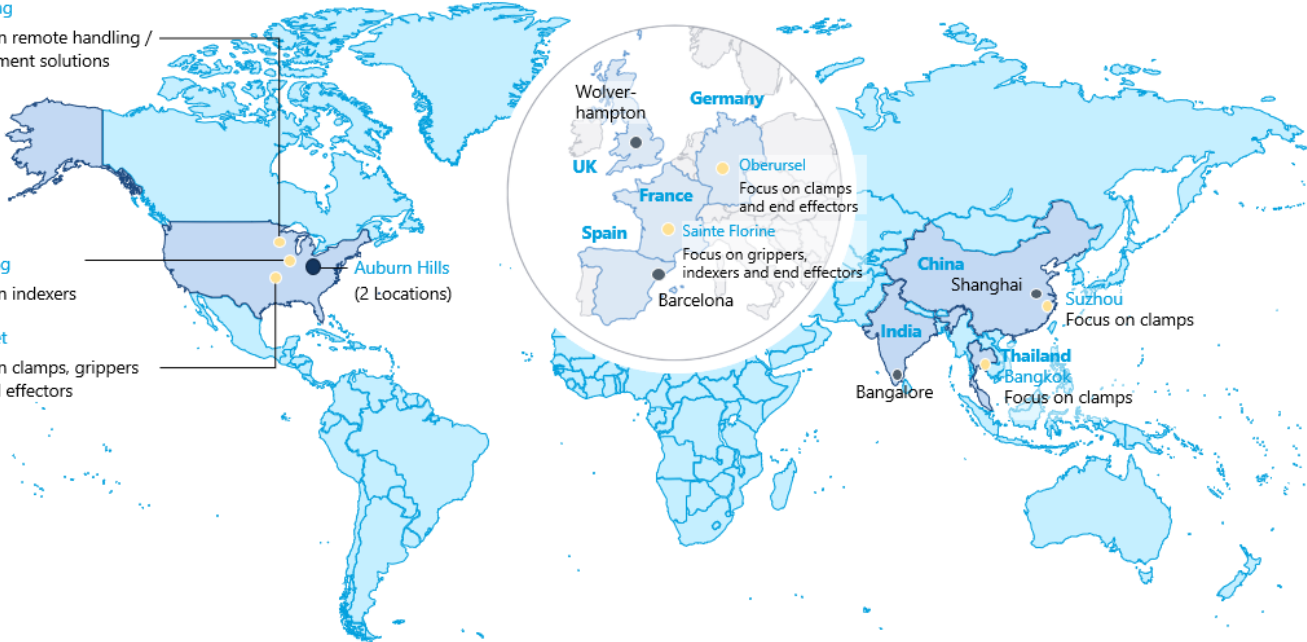 remote handling /
solutions
indexers
clamps, grippers
effectors
Auburn Hills
(2 Locations)
Wolver-
hampton
UK
Germany
Oberursel
Focus on clamps
and end effectors
France
Sainte Florine
Focus on grippers,
indexers and end effectors
Spain
Barcelona
China
Shanghai
Suzhou
Focus on clamps
India
Bangalore
Thailand
Bangkok
Focus on clamps